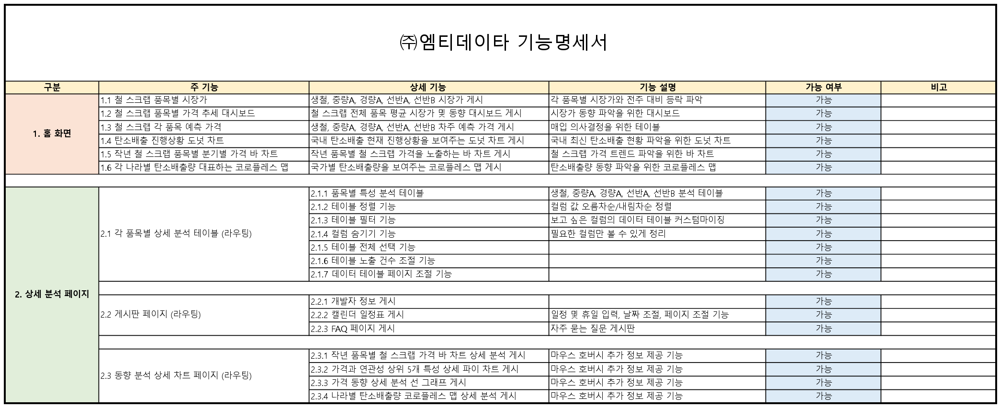 ㈜엠티데이타 기능명세서
구분 주 기능 상세 기능 기능 설명 가능 여부 비고
1. 홈 화면
1.1 철 스크랩 품목별 시장가 생철, 중량A, 경량A, 선반A, 선반B 시장가 게시 각 품목별 시장가와 전주 대비 등락 파악 가능
1.2 철 스크랩 품목별 가격 추세 대시보드 철 스크랩 전체 품목 평균 시장가 및 동향 대시보드 게시 시장가 동향 파악을 위한 대시보드 가능
1.3 철 스크랩 각 품목 예측 가격 생철, 중량A, 경량A, 선반A, 선반B 차주 예측 가격 게시 매입 의사결정을 위한 테이블 가능
1.4 탄소배출 진행상황 도넛 차트 국내 탄소배출 현재 진행상황을 보여주는 도넛 차트 게시 국내 최신 탄소배출 현황 파악을 위한 도넛 차트 가능
1.5 작년 철 스크랩 품목별 분기별 가격 바 차트 작년 품목별 철 스크랩 가격을 노출하는 바 차트 게시 철 스크랩 가격 트렌드 파악을 위한 바 차트 가능
1.6 각 나라별 탄소배출량 대표하는 코로플레스 맵 국가별 탄소배출량을 보여주는 코로플레스 맵 게시 탄소배출량 동향 파악을 위한 코로플레스 맵 가능
2. 상세 분석 페이지
2.1 각 품목별 상세 분석 테이블 (라우팅)
2.1.1 품목별 특성 분석 테이블 생철, 중량A, 경량A, 선반A, 선반B 분석 테이블 가능
2.1.2 테이블 정렬 기능 컬럼 값 오름차순/내림차순 정렬 가능
2.1.3 테이블 필터 기능 보고 싶은 컬럼의 데이터 테이블 커스텀마이징 가능
2.1.4 컬럼 숨기기 기능 필요한 컬럼만 볼 수 있게 정리 가능
2.1.5 테이블 전체 선택 기능 가능
2.1.6 테이블 노출 건수 조절 기능 가능
2.1.7 데이터 테이블 페이지 조절 기능 가능
2.2 게시판 페이지 (라우팅)
2.2.1 개발자 정보 게시 가능
2.2.2 캘린더 일정표 게시 일정 및 휴일 입력, 날짜 조절, 페이지 조절 기능 가능
2.2.3 FAQ 페이지 게시 자주 묻는 질문 게시판 가능
2.3 동향 분석 상세 차트 페이지 (라우팅)
2.3.1 작년 품목별 철 스크랩 가격 바 차트 상세 분석 게시 마우스 호버시 추가 정보 제공 기능 가능
2.3.2 가격과 연관성 상위 5개 특성 상세 파이 차트 게시 마우스 호버시 추가 정보 제공 기능 가능
2.3.3 가격 동향 상세 분석 선 그래프 게시 마우스 호버시 추가 정보 제공 기능 가능
2.3.4 나라별 탄소배출량 코로플레스 맵 상세 분석 게시 마우스 호버시 추가 정보 제공 기능 가능